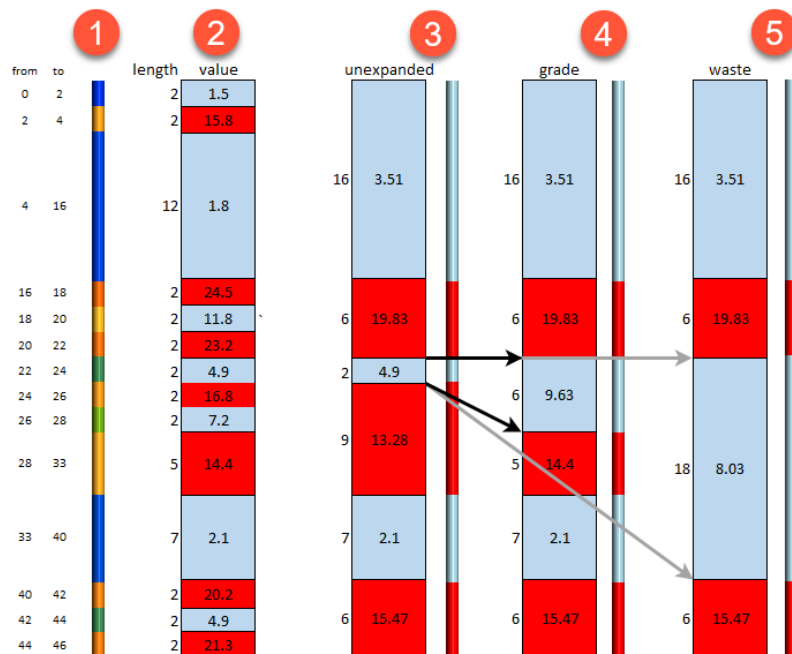 1 2 3 4 5
from to length value unexpanded grade waste
0 2 2 1.5
2 4 2 15.8
16 3.51 16 3.51 16 3.51
4 16 12 1.8
16 18 2 24.5
18 20 2 11.8 `
6 19.83 6 19.83 6 19.83
20 22 2 23.2
22 24 2 4.9 2 4.9
24 26 2 16.8 6 9.63
26 28 2 7.2
9 13.28
28 33 5 14.4 5 14.4
18 8.03
33 40 7 2.1 7 2.1 7 2.1
40 42 2 20.2
42 44 2 4.9 6 15.47 6 15.47 6 15.47
44 46 2 21.3